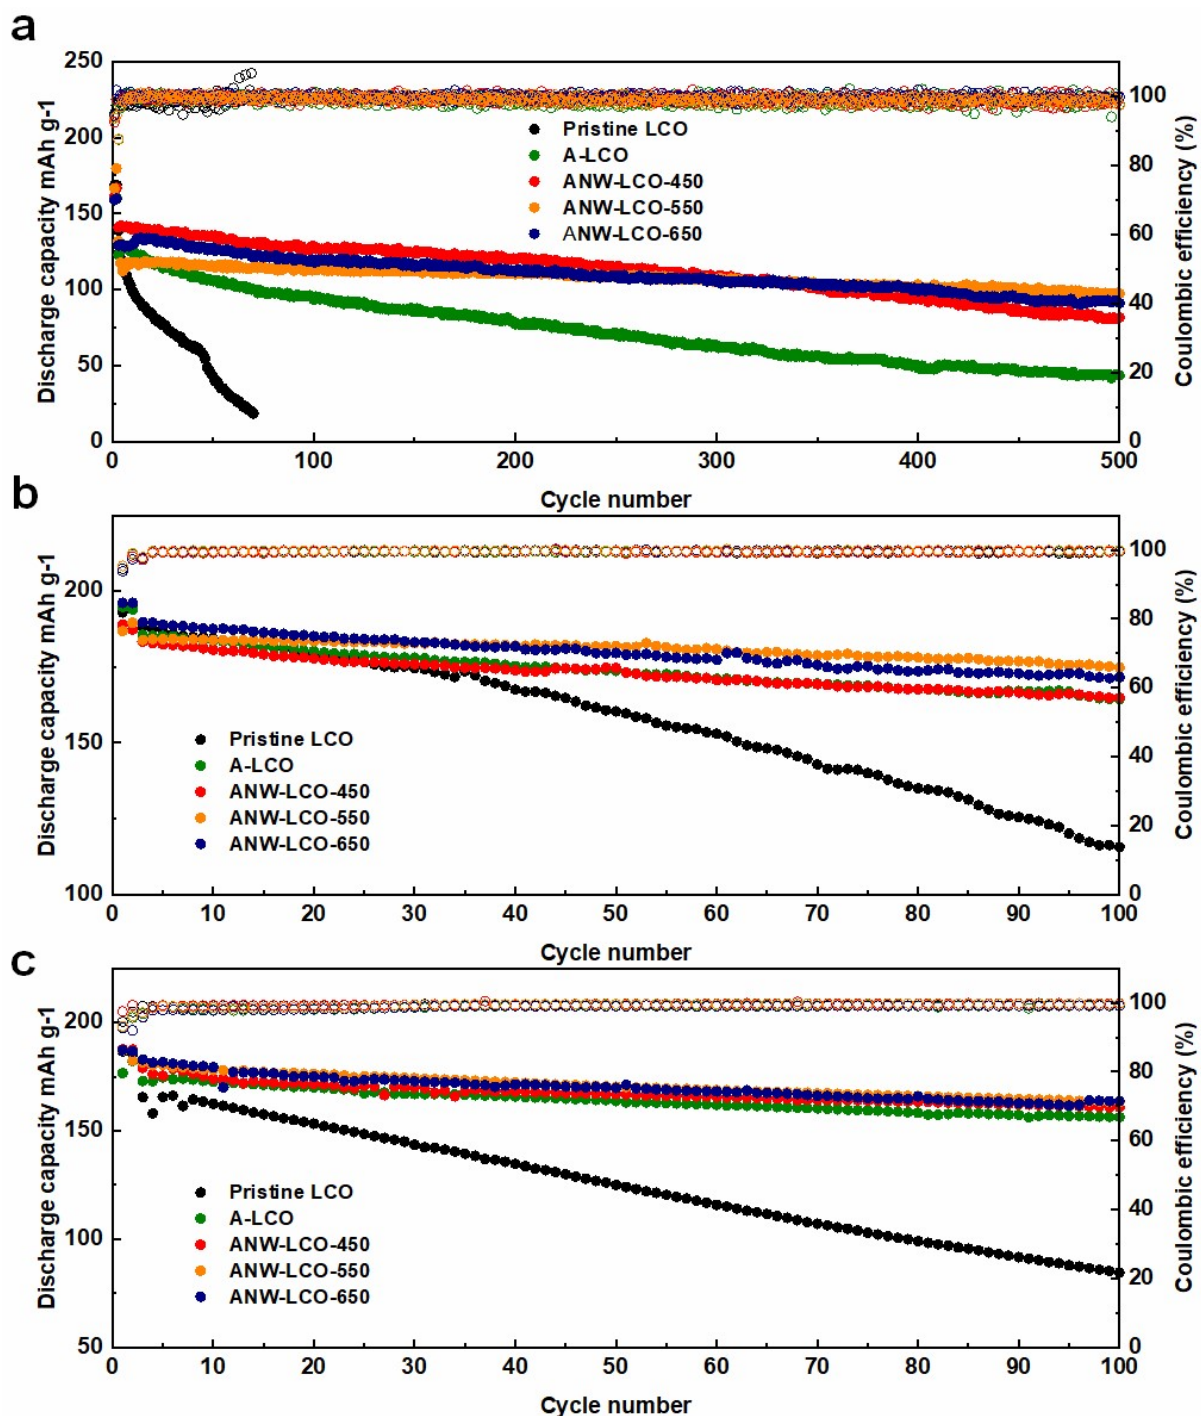 a
250
200
150
100
50
0
Discharge capacity mAh g-1
100
80
60
40
20
0
Coulombic efficiency (%)
Pristine LCO
A-LCO
ANW-LCO-450
ANW-LCO-550
ANW-LCO-650
0 100 200 300 400 500
Cycle number
b
200
150
100
Discharge capacity mAh g-1
100
80
60
40
20
0
Coulombic efficiency (%)
Pristine LCO
A-LCO
ANW-LCO-450
ANW-LCO-550
ANW-LCO-650
0 10 20 30 40 50 60 70 80 90 100
Cycle number
c
200
150
100
50
Discharge capacity mAh g-1
100
80
60
40
20
0
Coulombic efficiency (%)
Pristine LCO
A-LCO
ANW-LCO-450
ANW-LCO-550
ANW-LCO-650
0 10 20 30 40 50 60 70 80 90 100
Cycle number